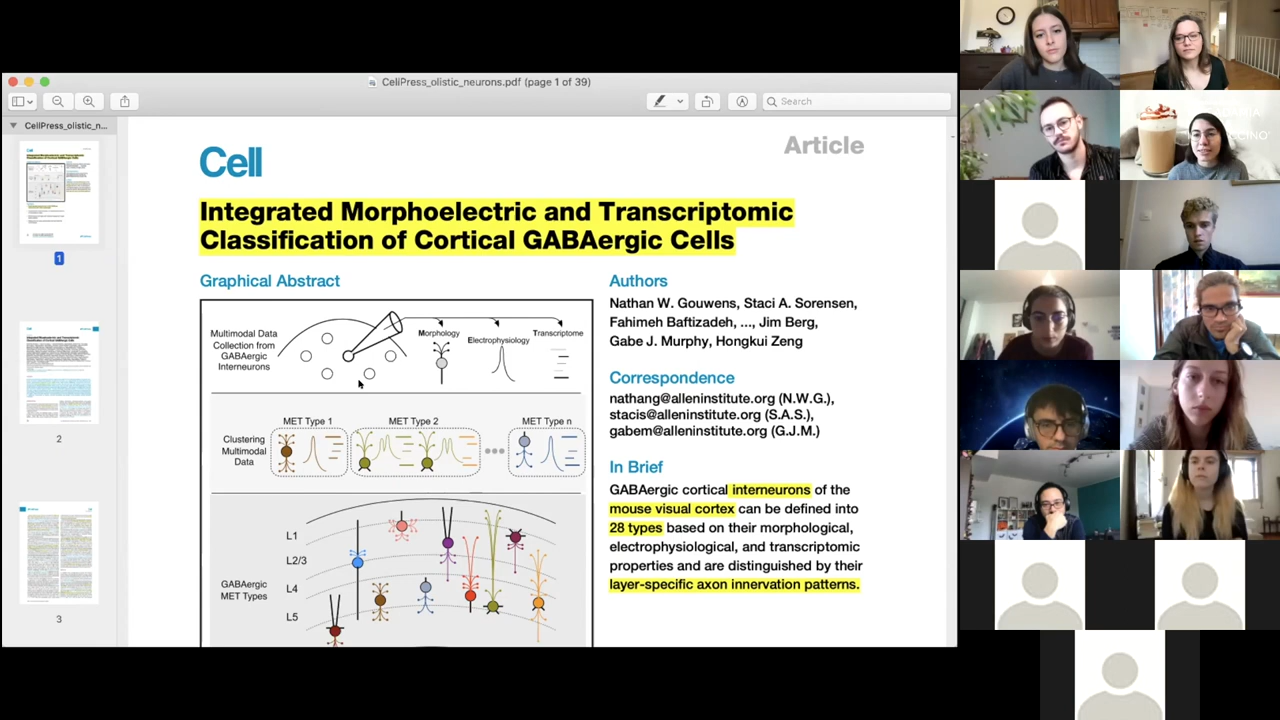 CellPress_olistic_neurons.pdf (page 1 of 39)
Search
CellPress_olistic_n...
1
2
3
Cell
Article
Integrated Morphoelectric and Transcriptomic
Classification of Cortical GABAergic Cells
Graphical Abstract
Multimodal Data
Collection from
GABAergic
Interneurons
Morphology
Electrophysiology
Transcriptome
Clustering
Multimodal
Data
MET Type 1
MET Type 2
MET Type n
GABAergic
MET Types
L1
L2/3
L4
L5
Authors
Nathan W. Gouwens, Staci A. Sorensen,
Fahimeh Baftizadeh, ..., Jim Berg,
Gabe J. Murphy, Hongkui Zeng
Correspondence
nathang@alleninstitute.org (N.W.G.),
stacis@alleninstitute.org (S.A.S.),
gabem@alleninstitute.org (G.J.M.)
In Brief
GABAergic cortical interneurons of the
mouse visual cortex can be defined into
28 types based on their morphological,
electrophysiological, and transcriptomic
properties and are distinguished by their
layer-specific axon innervation patterns.